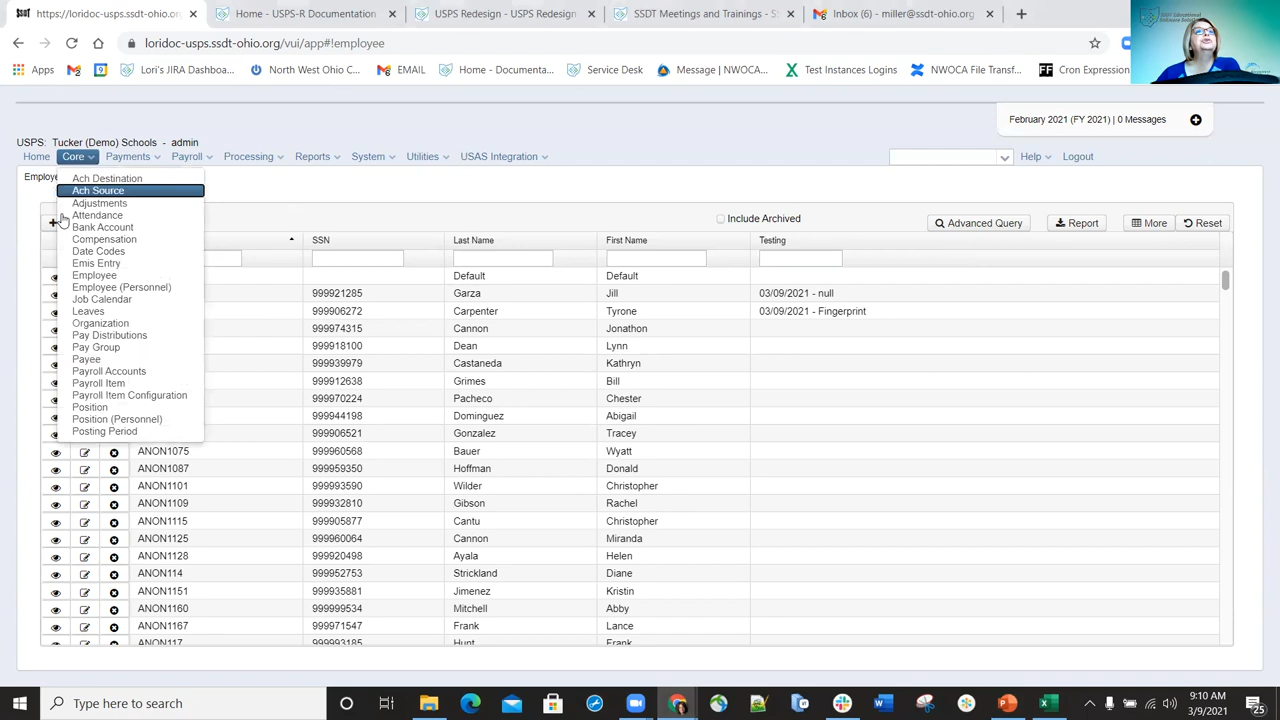 https://loridoc-usps.ssdt-ohio.org/
Home - USPS-R Documentation
USPS Redesign - USPS Redesign
SSDT Meetings and Trainings - S
Inbox (6) - miller@ssdt-ohio.org
loridoc-usps.ssdt-ohio.org/vui/app#!employee
Apps
Lori's JIRA Dashboa...
North West Ohio C...
EMAIL
Home - Documenta...
Service Desk
Message | NWOCA...
Test Instances Logins
NWOCA File Transf...
Cron Expression
February 2021 (FY 2021) | 0 Messages
USPS: Tucker (Demo) Schools - admin
Home Core Payments Payroll Processing Reports System Utilities USAS Integration Help Logout
Employe
Ach Destination
Ach Source
Adjustments
Attendance
Bank Account
Compensation
Date Codes
Emis Entry
Employee
Employee (Personnel)
Job Calendar
Leaves
Organization
Pay Distributions
Pay Group
Payee
Payroll Accounts
Payroll Item
Payroll Item Configuration
Position
Position (Personnel)
Posting Period
Include Archived
Advanced Query
Report
More
Reset
SSN Last Name First Name Testing
Default Default
999921285 Garza Jill 03/09/2021 - null
999906272 Carpenter Tyrone 03/09/2021 - Fingerprint
999974315 Cannon Jonathon
999918100 Dean Lynn
999939979 Castaneda Kathryn
999912638 Grimes Bill
999970224 Pacheco Chester
999944198 Dominguez Abigail
999906521 Gonzalez Tracey
ANON1075 999960568 Bauer Wyatt
ANON1087 999959350 Hoffman Donald
ANON1101 999993590 Wilder Christopher
ANON1109 999932810 Gibson Rachel
ANON1115 999905877 Cantu Christopher
ANON1125 999960064 Cannon Miranda
ANON1128 999920498 Ayala Helen
ANON114 999952753 Strickland Diane
ANON1151 999935881 Jimenez Kristin
ANON1160 999999534 Mitchell Abby
ANON1167 999971547 Frank Lance
ANON117 999993185 Hunt Frank
Type here to search
9:10 AM
3/9/2021
25